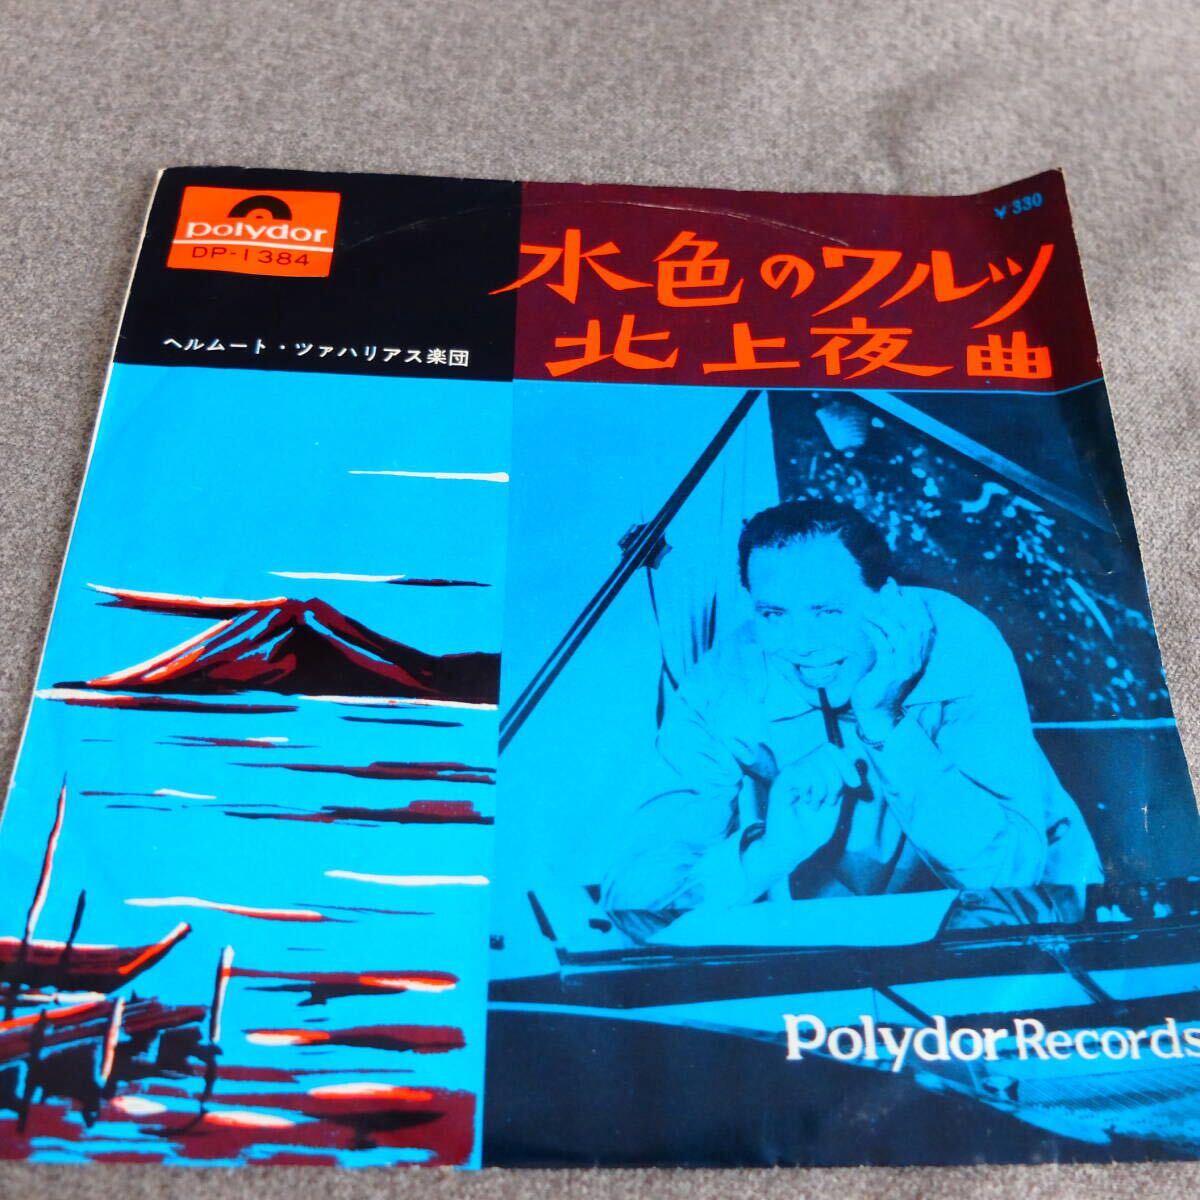 polydor
DP-1384
¥330
水色のワルツ
北上夜曲
ヘルムート・ツァハリアス楽団
polydor Records